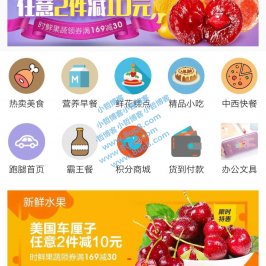 任意2件减10元
时鲜果蔬领券满169减30
热卖美食
营养早餐
鲜花糕点
精品小吃
中西快餐
跑腿首页
霸王餐
积分商城
货到付款
办公文具
新鲜水果
美国车厘子
任意2件减10元
时鲜果蔬领券满169减30
限时
特惠